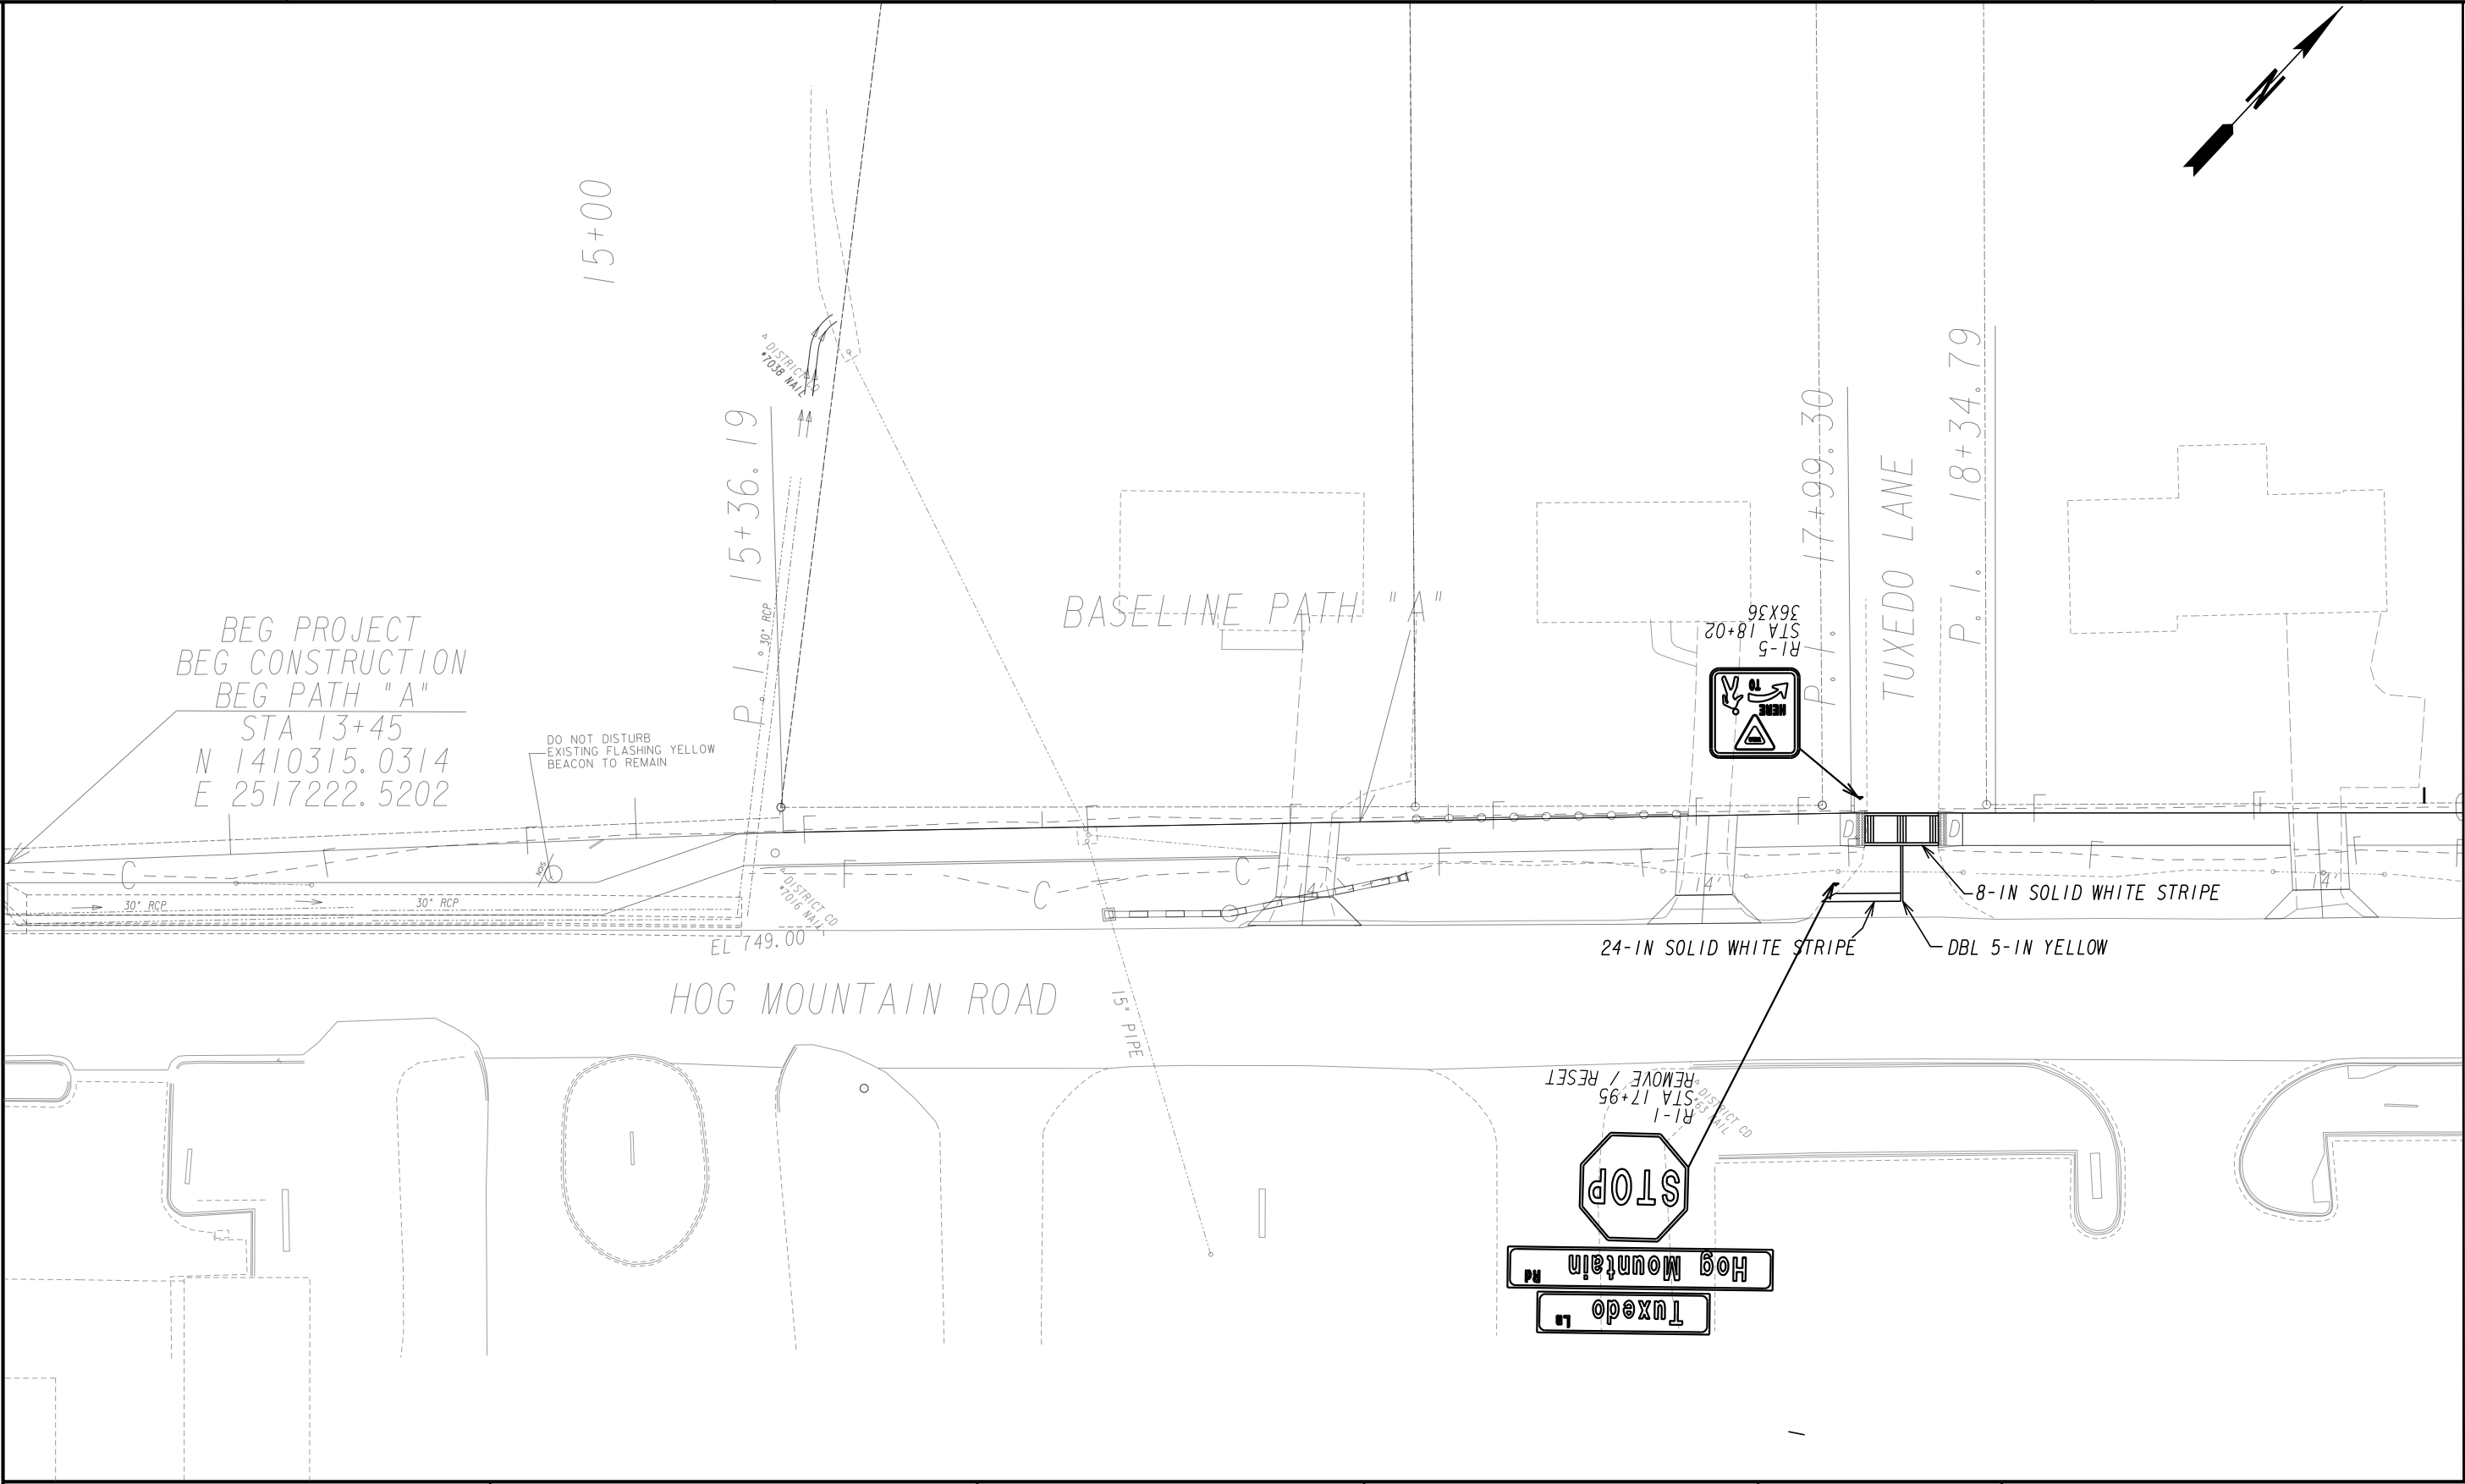 N
15+00
DISTRICT CD
#7038 NAIL
P. I. 15+36.19
30" RCP
BEG PROJECT
BEG CONSTRUCTION
BEG PATH "A"
STA 13+45
N 1410315.0314
E 2517222.5202
DO NOT DISTURB
EXISTING FLASHING YELLOW
BEACON TO REMAIN
BASELINE PATH "A"
R1-5
STA 18+02
36X36
HERE
TO
P. I. 17+99.30
TUXEDO LANE
P. I. 18+34.79
C
F
F
F
F
F
F
F
F
F
F
F
F
F
F
C
C
D
D
30" RCP
30" RCP
DISTRICT CD
#7016 NAIL
EL 749.00
14'
14'
14'
8-IN SOLID WHITE STRIPE
24-IN SOLID WHITE STRIPE
DBL 5-IN YELLOW
HOG MOUNTAIN ROAD
15" PIPE
R1-1
STA 17+95
REMOVE / RESET
DISTRICT CD
#63 NAIL
STOP
Hog Mountain Rd
Tuxedo Ln